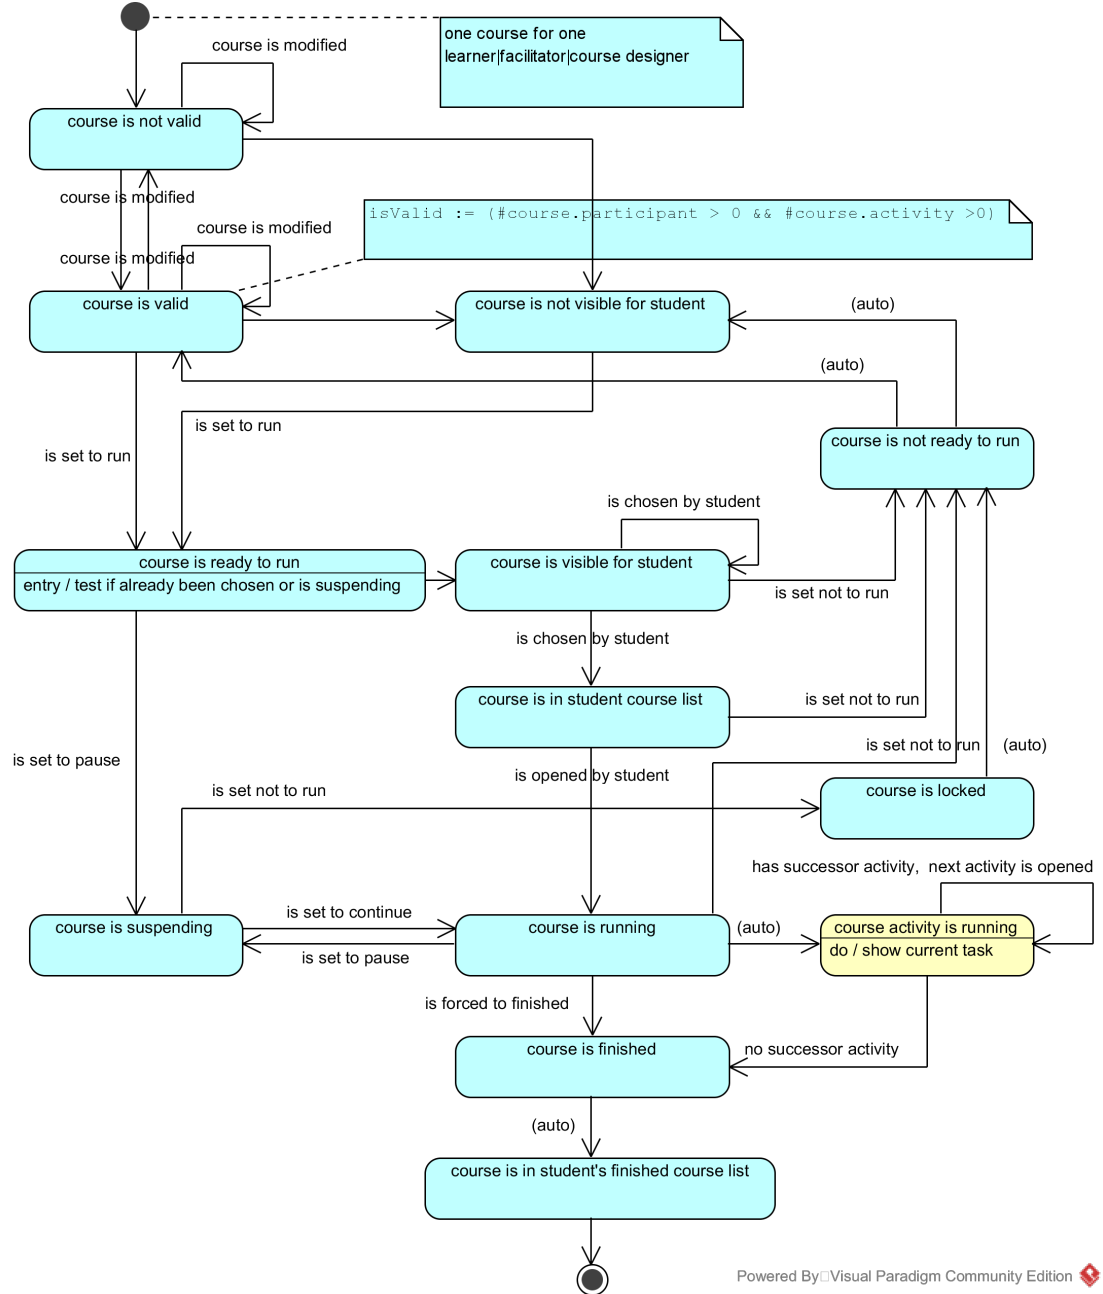 one course for one
learner|facilitator|course designer
course is modified
course is not valid
course is modified
isValid := (#course.participant > 0 && #course.activity >0)
course is modified
course is modified
course is valid
course is not visible for student
(auto)
(auto)
is set to run
course is not ready to run
is set to run
is chosen by student
course is ready to run
entry / test if already been chosen or is suspending
course is visible for student
is set not to run
is chosen by student
course is in student course list
is set not to run
is set not to run
(auto)
is set to pause
is opened by student
is set not to run
course is locked
has successor activity,  next activity is opened
is set to continue
course is suspending
course is running
(auto)
course activity is running
do / show current task
is set to pause
is forced to finished
course is finished
no successor activity
(auto)
course is in student's finished course list
Powered By□Visual Paradigm Community Edition